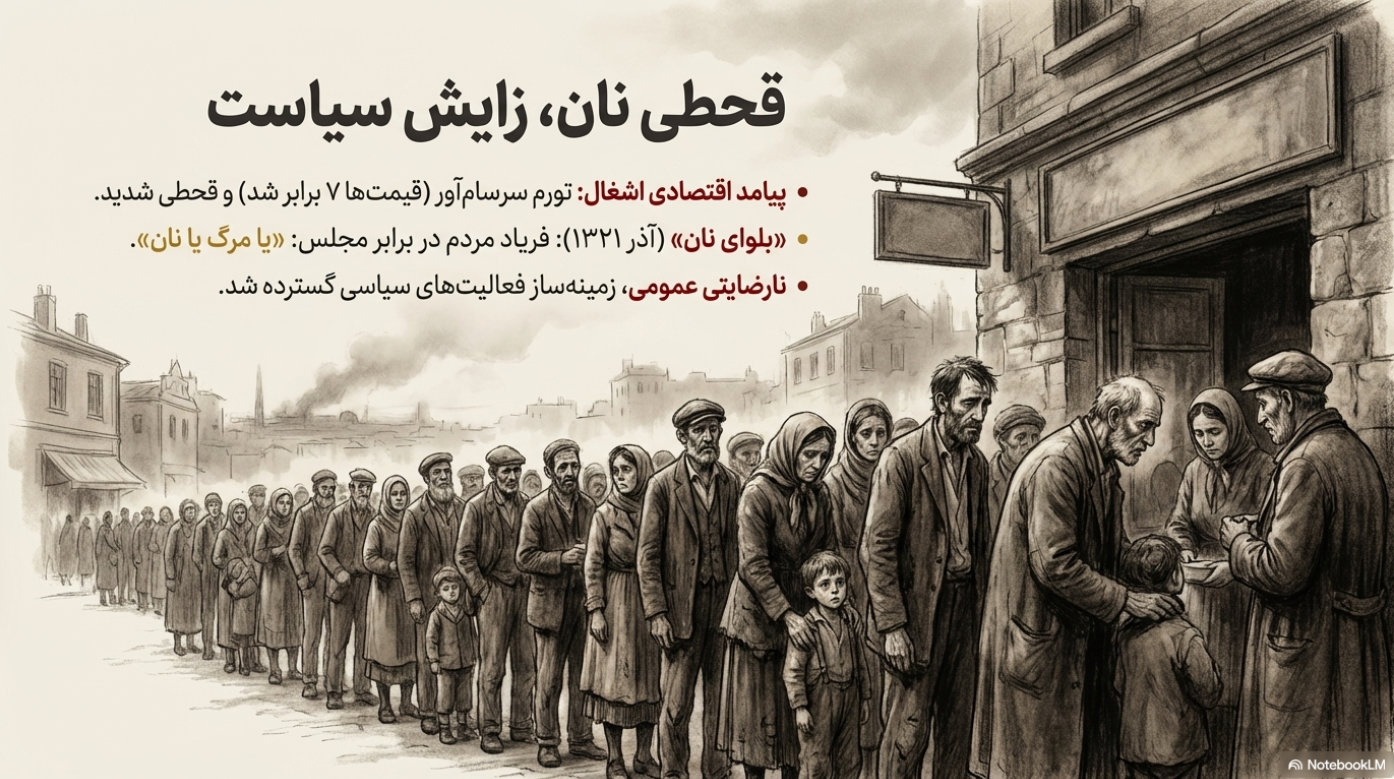 قحطی نان، زایش سیاست
• پیامد اقتصادی اشغال: تورم سرسام‌آور (قیمت‌ها ۷ برابر شد) و قحطی شدید.
• «بلوای نان» (آذر ۱۳۲۱): فریاد مردم در برابر مجلس: «یا مرگ یا نان».
• نارضایتی عمومی، زمینه‌ساز فعالیت‌های سیاسی گسترده شد.
NotebookLM